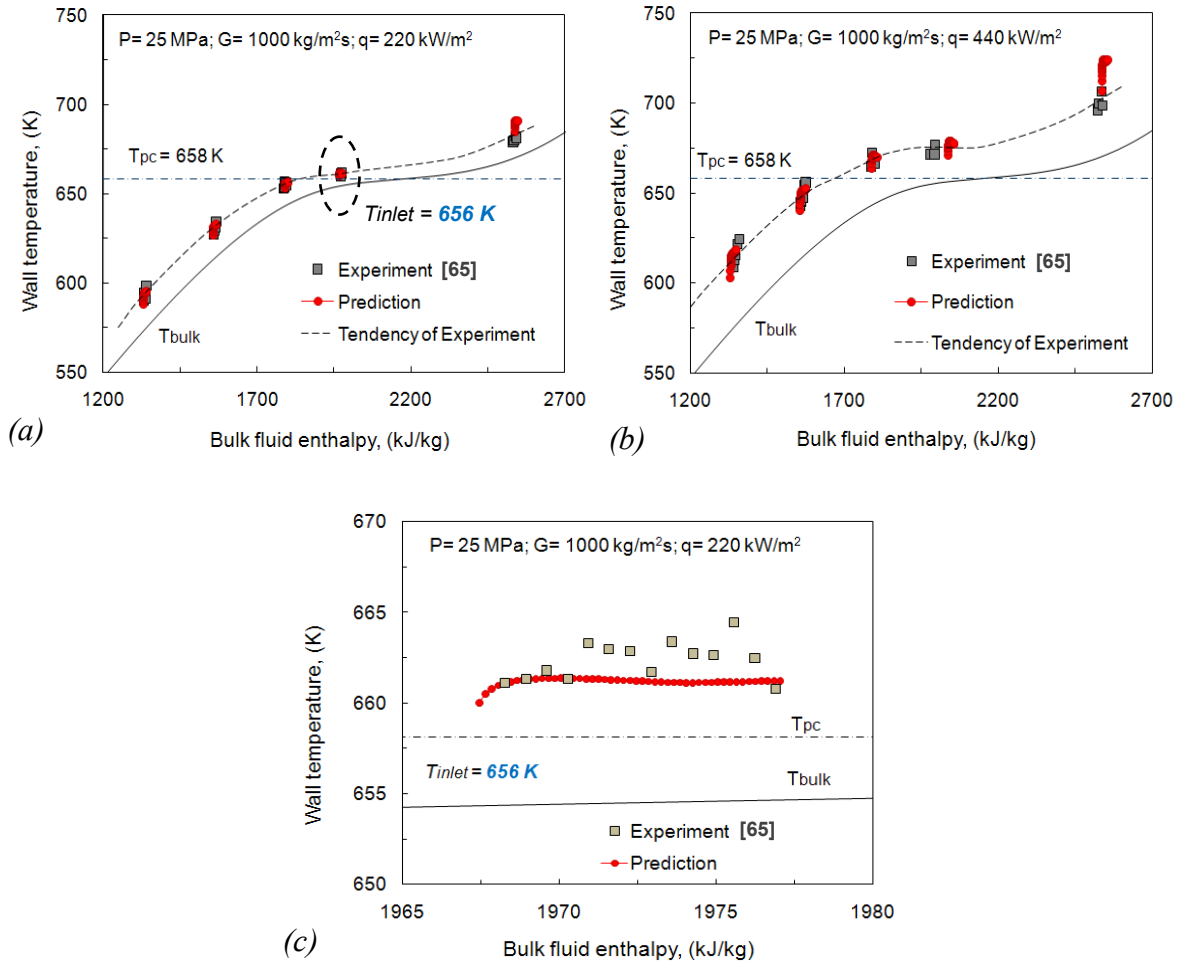 P= 25 MPa; G= 1000 kg/m²s; q= 220 kW/m²
750
700
650
600
550
Wall temperature, (K)
Tpc = 658 K
Tinlet = 656 K
Experiment [65]
Prediction
Tendency of Experiment
Tbulk
1200
1700
2200
2700
Bulk fluid enthalpy, (kJ/kg)
(a)
P= 25 MPa; G= 1000 kg/m²s; q= 440 kW/m²
750
700
650
600
550
Wall temperature, (K)
Tpc = 658 K
Experiment [65]
Prediction
Tendency of Experiment
Tbulk
1200
1700
2200
2700
Bulk fluid enthalpy, (kJ/kg)
(b)
P= 25 MPa; G= 1000 kg/m²s; q= 220 kW/m²
670
665
660
655
650
Wall temperature, (K)
Tpc
Tinlet = 656 K
Tbulk
Experiment [65]
Prediction
1965
1970
1975
1980
Bulk fluid enthalpy, (kJ/kg)
(c)